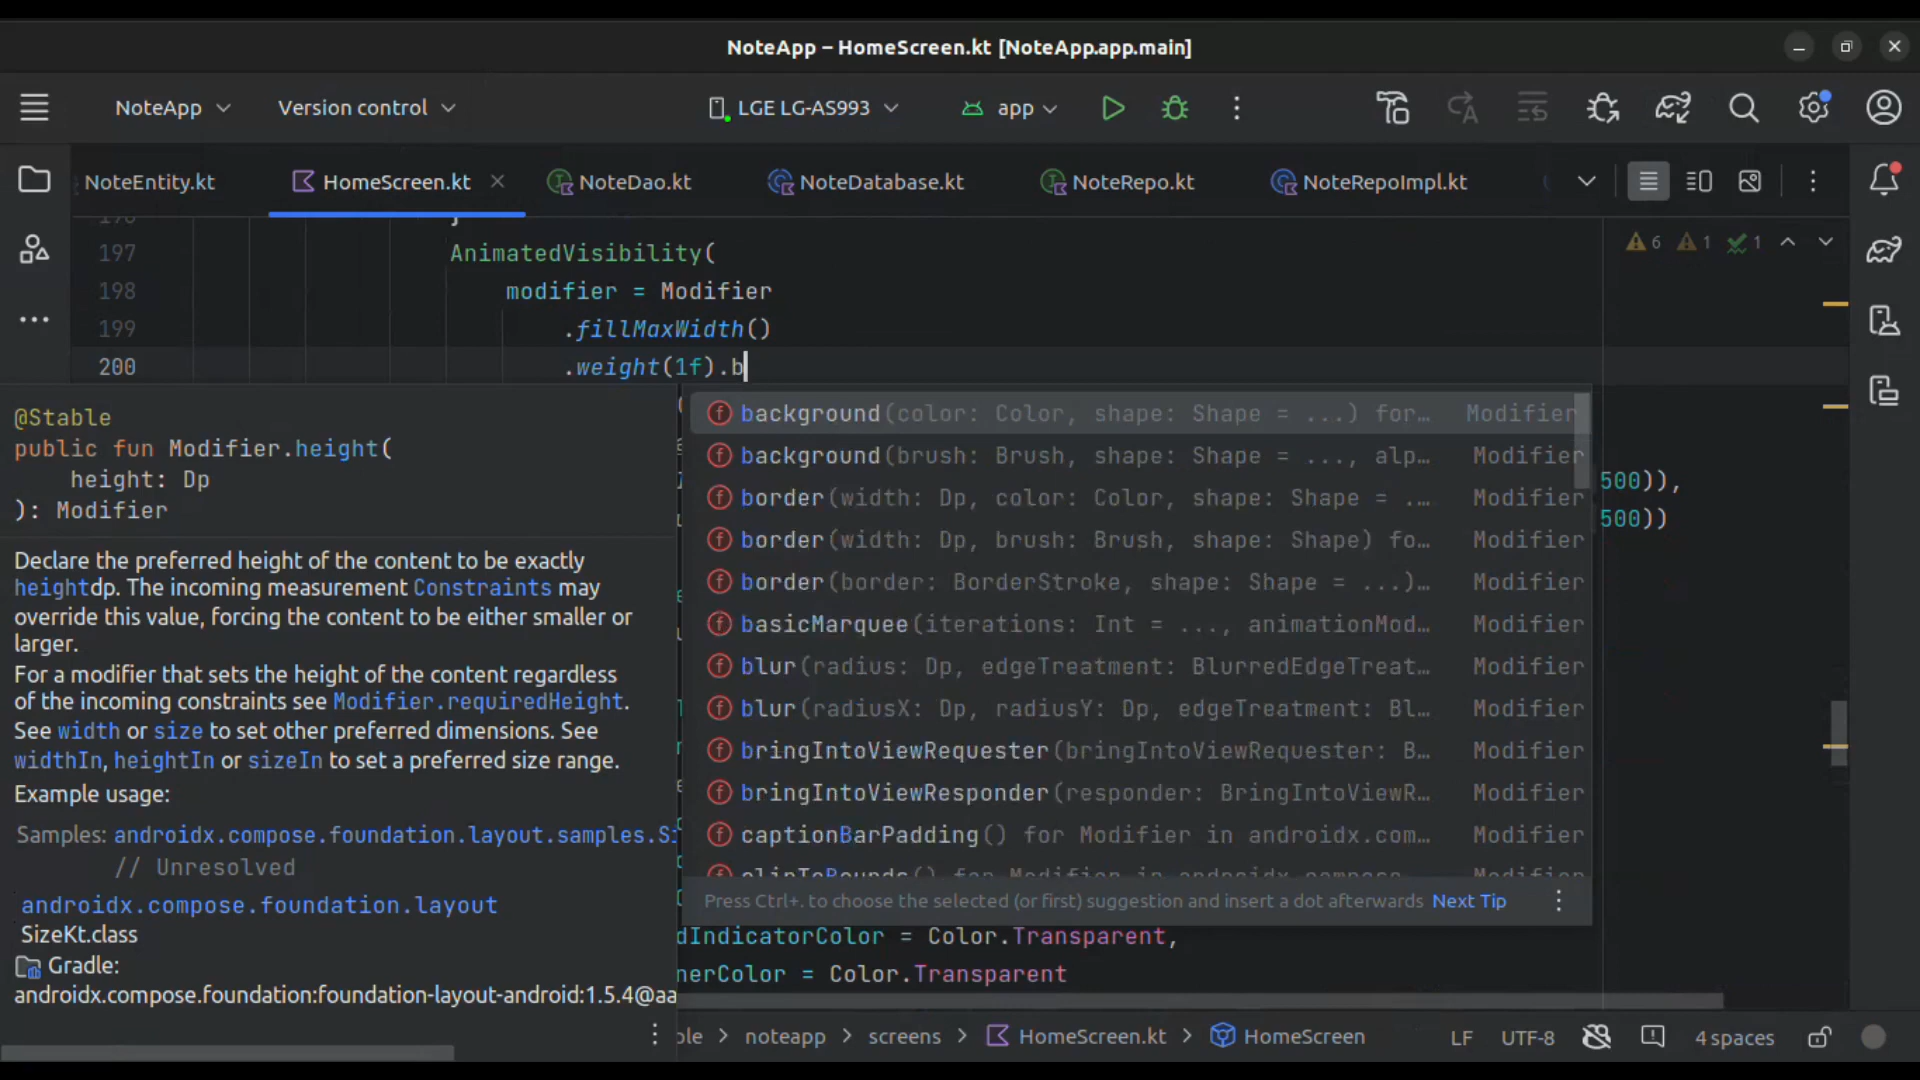 NoteApp – HomeScreen.kt [NoteApp.app.main]
NoteApp
Version control
LGE LG-AS993
app
NoteEntity.kt
HomeScreen.kt
NoteDao.kt
NoteDatabase.kt
NoteRepo.kt
NoteRepoImpl.kt
6
1
1
197 AnimatedVisibility(
198 modifier = Modifier
199 .fillMaxWidth()
200 .weight(1f).b
@Stable
public fun Modifier.height(
height: Dp
): Modifier
Declare the preferred height of the content to be exactly
heightdp. The incoming measurement Constraints may
override this value, forcing the content to be either smaller or
larger.
For a modifier that sets the height of the content regardless
of the incoming constraints see Modifier.requiredHeight.
See width or size to set other preferred dimensions. See
widthIn, heightIn or sizeIn to set a preferred size range.
Example usage:
Samples: androidx.compose.foundation.layout.samples.Si
// Unresolved
androidx.compose.foundation.layout
SizeKt.class
Gradle:
androidx.compose.foundation:foundation-layout-android:1.5.4@aa
background(color: Color, shape: Shape = ...) for… Modifier
background(brush: Brush, shape: Shape = ..., alp… Modifier
border(width: Dp, color: Color, shape: Shape = .… Modifier
border(width: Dp, brush: Brush, shape: Shape) fo… Modifier
border(border: BorderStroke, shape: Shape = ...)… Modifier
basicMarquee(iterations: Int = ..., animationMod… Modifier
blur(radius: Dp, edgeTreatment: BlurredEdgeTreat… Modifier
blur(radiusX: Dp, radiusY: Dp, edgeTreatment: Bl… Modifier
bringIntoViewRequester(bringIntoViewRequester: B… Modifier
bringIntoViewResponder(responder: BringIntoViewR… Modifier
captionBarPadding() for Modifier in androidx.com… Modifier
clipToBounds() for Modifier in androidx.compose… Modifier
Press Ctrl+. to choose the selected (or first) suggestion and insert a dot afterwards Next Tip
500)),
500))
dIndicatorColor = Color.Transparent,
nerColor = Color.Transparent
ple > noteapp > screens > HomeScreen.kt > HomeScreen
LF
UTF-8
4 spaces